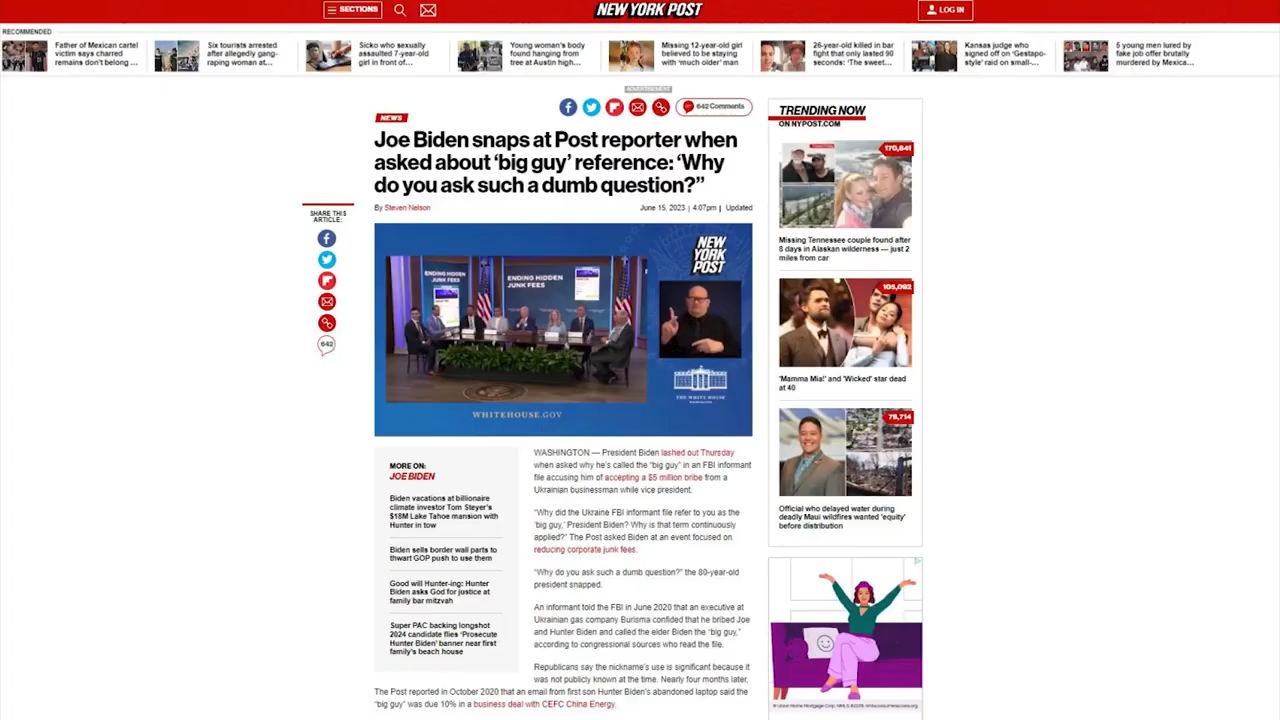 SECTIONS
NEW YORK POST
LOG IN
RECOMMENDED
Father of Mexican cartel
victim says charred
remains don't belong ...
Six tourists arrested
after allegedly gang-
raping woman at...
Sicko who sexually
assaulted 7-year-old
girl in front of...
Young woman's body
found hanging from
tree at Austin high...
Missing 12-year-old girl
believed to be staying
with 'much older' man
26-year-old killed in bar
fight that only lasted 90
seconds: 'The sweet...
Kansas judge who
signed off on 'Gestapo-
style' raid on small-...
5 young men lured by
fake job offer brutally
murdered by Mexica...
ADVERTISEMENT
642 Comments
NEWS
Joe Biden snaps at Post reporter when
asked about 'big guy' reference: 'Why
do you ask such a dumb question?"
By Steven Nelson
June 15, 2023 | 4:07pm | Updated
SHARE THIS
ARTICLE:
642
ENDING HIDDEN
JUNK FEES
ENDING HIDDEN
JUNK FEES
NEW
YORK
POST
THE WHITE HOUSE
WHITEHOUSE.GOV
MORE ON:
JOE BIDEN
Biden vacations at billionaire
climate investor Tom Steyer's
$18M Lake Tahoe mansion with
Hunter in tow
Biden sells border wall parts to
thwart GOP push to use them
Good will Hunter-ing: Hunter
Biden asks God for justice at
family bar mitzvah
Super PAC backing longshot
2024 candidate flies 'Prosecute
Hunter Biden' banner near first
family's beach house
WASHINGTON — President Biden lashed out Thursday
when asked why he's called the "big guy" in an FBI informant
file accusing him of accepting a $5 million bribe from a
Ukrainian businessman while vice president.
"Why did the Ukraine FBI informant file refer to you as the
'big guy,' President Biden? Why is that term continuously
applied?" The Post asked Biden at an event focused on
reducing corporate junk fees.
"Why do you ask such a dumb question?" the 80-year-old
president snapped.
An informant told the FBI in June 2020 that an executive at
Ukrainian gas company Burisma confided that he bribed Joe
and Hunter Biden and called the elder Biden the "big guy,"
according to congressional sources who read the file.
Republicans say the nickname's use is significant because it
was not publicly known at the time. Nearly four months later,
The Post reported in October 2020 that an email from first son Hunter Biden's abandoned laptop said the
"big guy" was due 10% in a business deal with CEFC China Energy.
TRENDING NOW
ON NYPOST.COM
170,841
Missing Tennessee couple found after
8 days in Alaskan wilderness — just 2
miles from car
105,092
'Mamma Mia!' and 'Wicked' star dead
at 40
78,714
Official who delayed water during
deadly Maui wildfires wanted 'equity'
before distribution